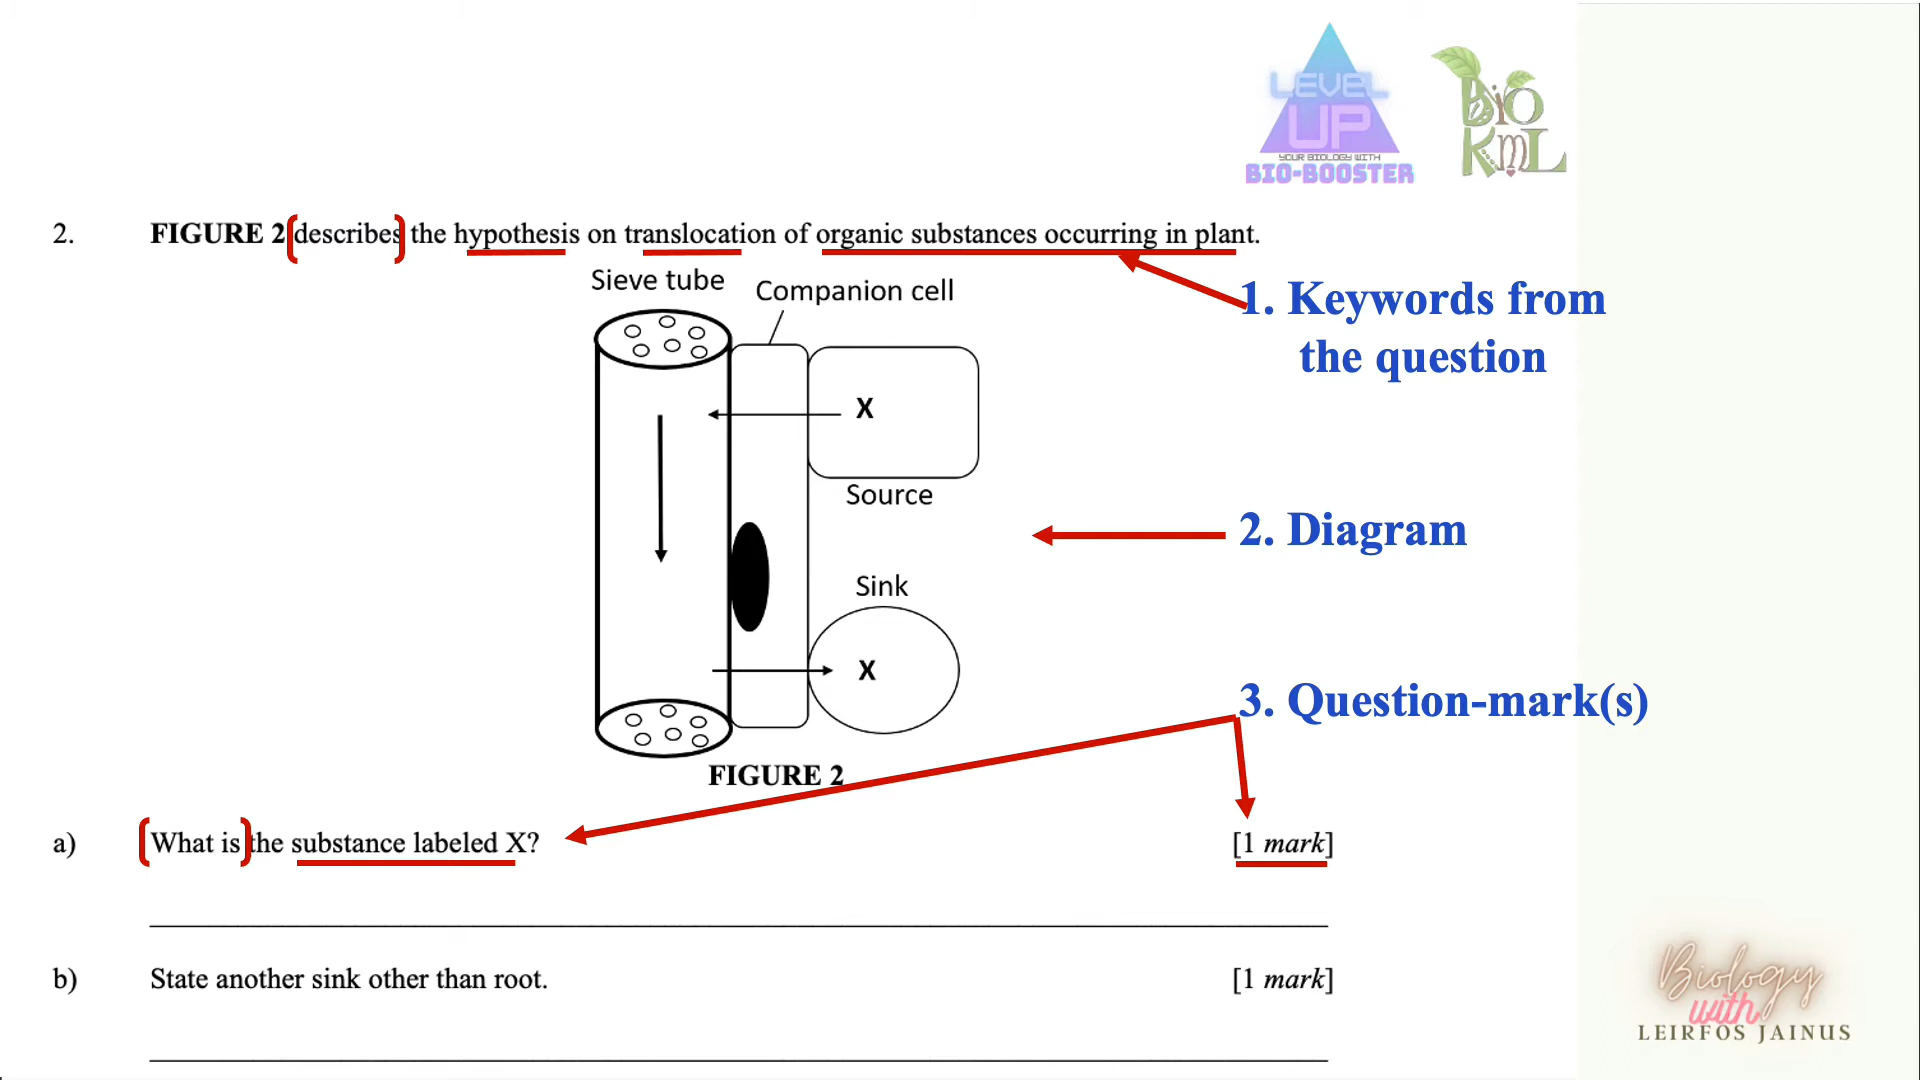 LEVEL
UP
YOUR BIOLOGY WITH
BIO-BOOSTER
BiO
KmL
2. FIGURE 2 describes the hypothesis on translocation of organic substances occurring in plant.
Sieve tube
Companion cell
1. Keywords from
the question
X
Source
2. Diagram
Sink
X
3. Question-mark(s)
FIGURE 2
a) What is the substance labeled X? [1 mark]
b) State another sink other than root. [1 mark]
Biology
with
LEIRFOS JAINUS